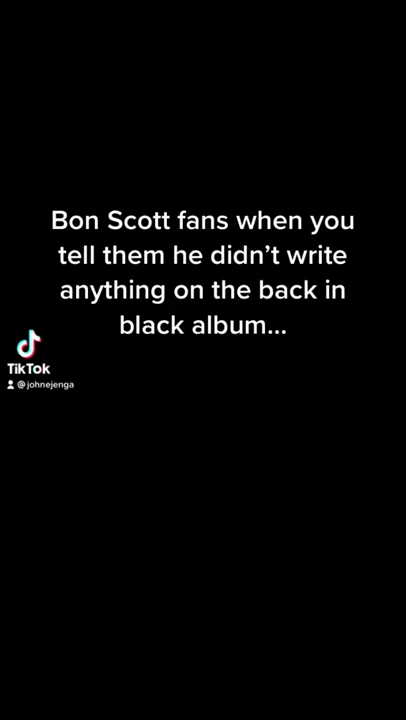 Bon Scott fans when you
tell them he didn’t write
anything on the back in
black album...
TikTok
@johnejenga